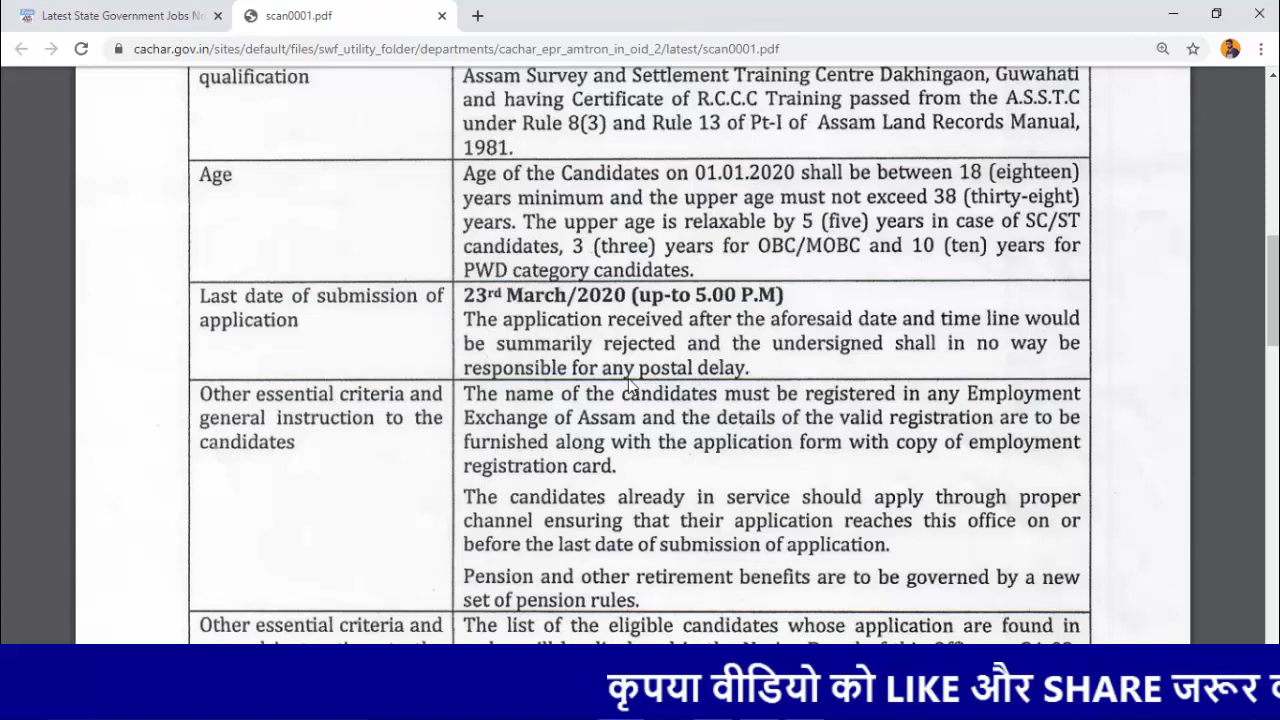 Latest State Government Jobs No
scan0001.pdf
cachar.gov.in/sites/default/files/swf_utility_folder/departments/cachar_epr_amtron_in_oid_2/latest/scan0001.pdf
qualification
Assam Survey and Settlement Training Centre Dakhingaon, Guwahati
and having Certificate of R.C.C.C Training passed from the A.S.S.T.C
under Rule 8(3) and Rule 13 of Pt-I of Assam Land Records Manual,
1981.
Age
Age of the Candidates on 01.01.2020 shall be between 18 (eighteen)
years minimum and the upper age must not exceed 38 (thirty-eight)
years. The upper age is relaxable by 5 (five) years in case of SC/ST
candidates, 3 (three) years for OBC/MOBC and 10 (ten) years for
PWD category candidates.
Last date of submission of
application
23rd March/2020 (up-to 5.00 P.M)
The application received after the aforesaid date and time line would
be summarily rejected and the undersigned shall in no way be
responsible for any postal delay.
Other essential criteria and
general instruction to the
candidates
The name of the candidates must be registered in any Employment
Exchange of Assam and the details of the valid registration are to be
furnished along with the application form with copy of employment
registration card.
The candidates already in service should apply through proper
channel ensuring that their application reaches this office on or
before the last date of submission of application.
Pension and other retirement benefits are to be governed by a new
set of pension rules.
Other essential criteria and
The list of the eligible candidates whose application are found in
कृपया वीडियो को LIKE और SHARE जरूर